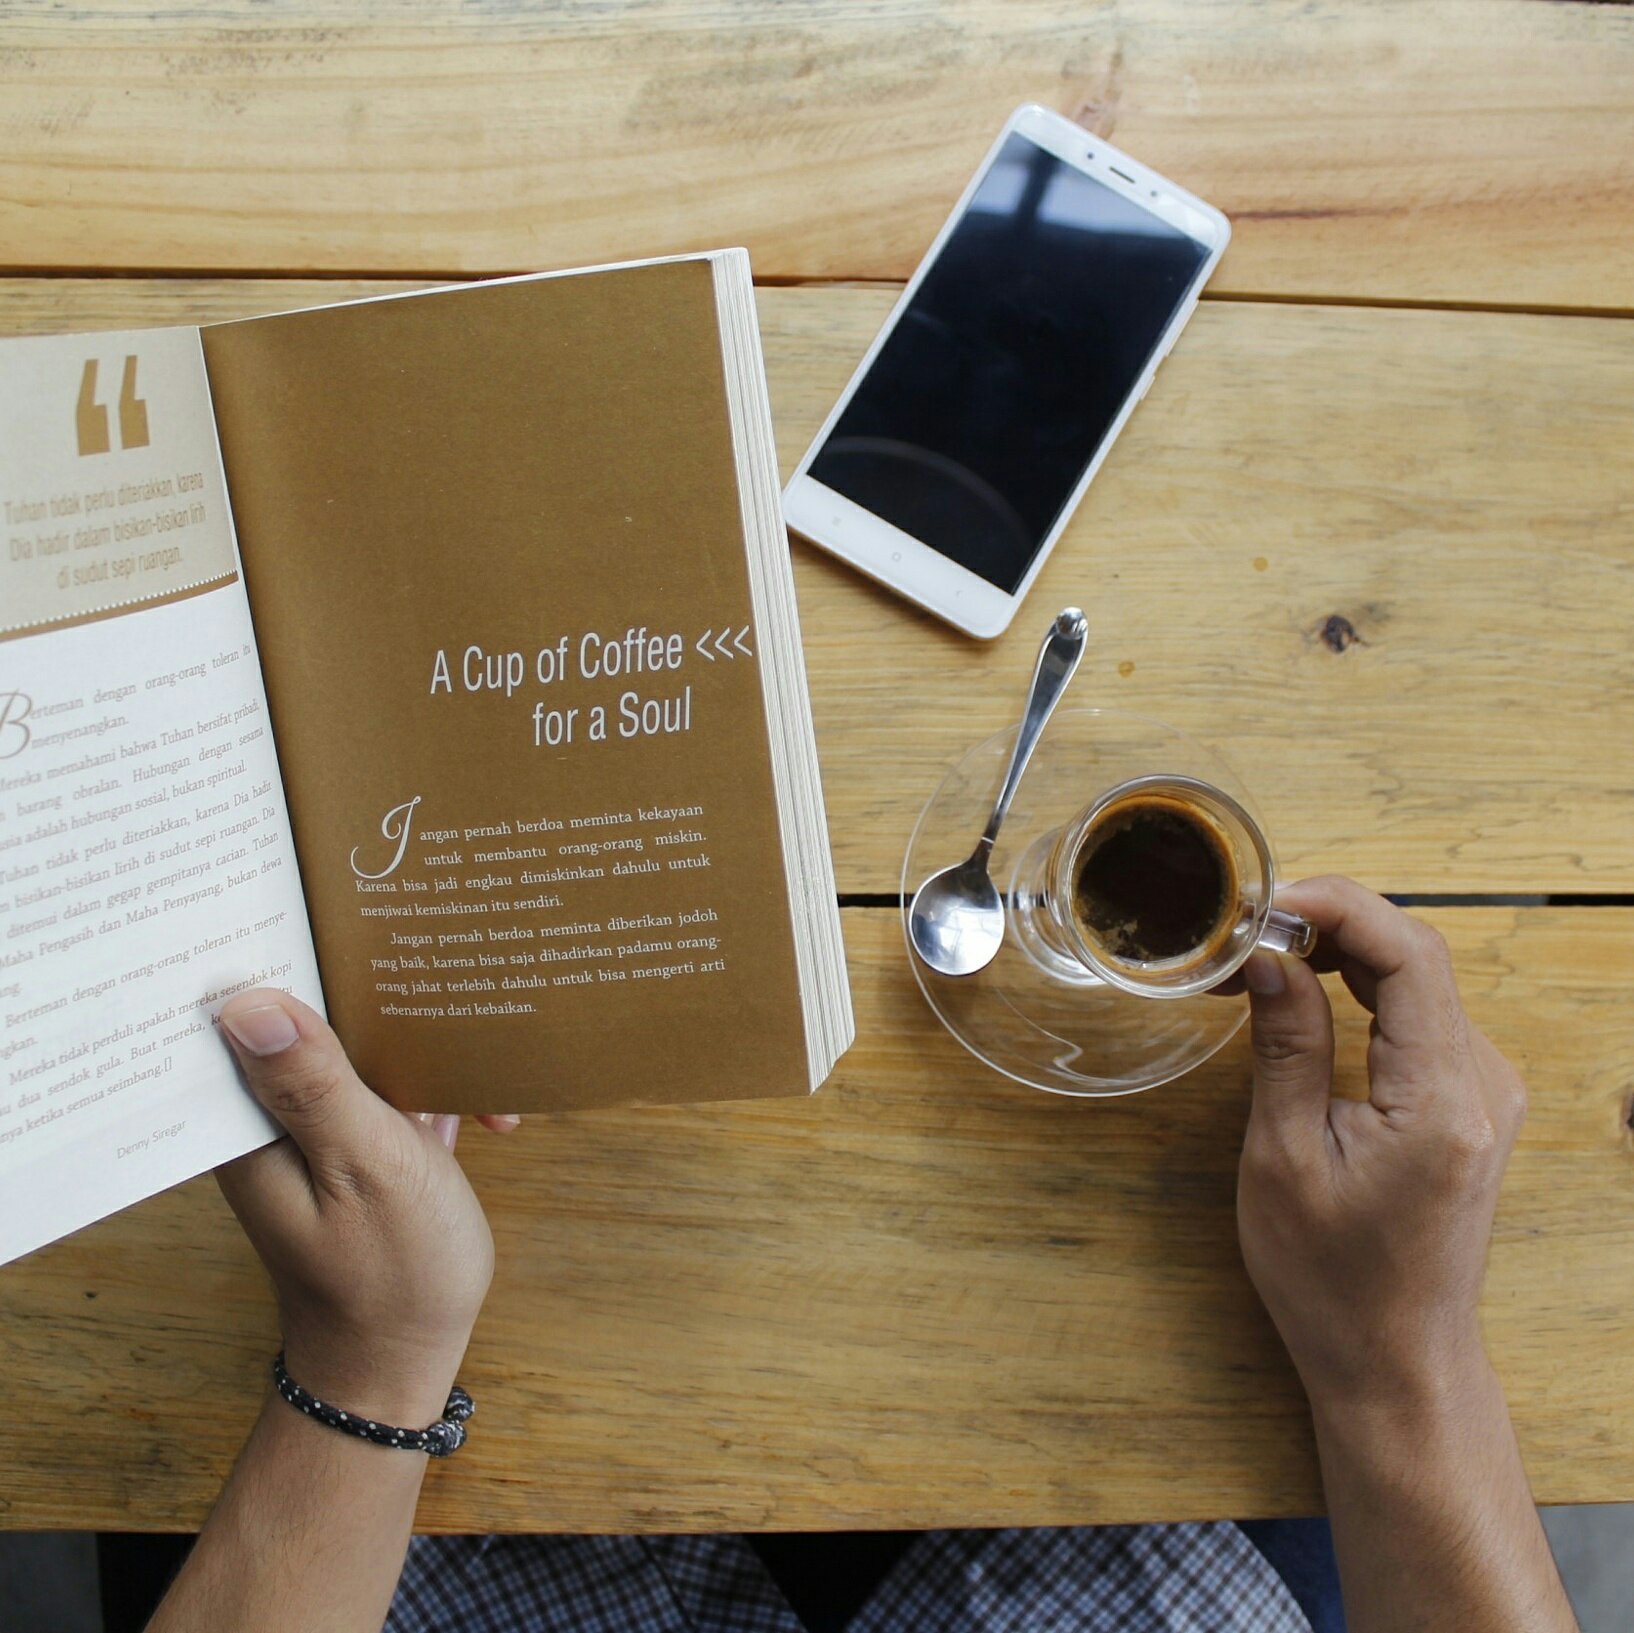 “
Tuhan tidak perlu diteriakkan, karena
Dia hadir dalam bisikan-bisikan lirih
di sudut sepi ruangan.
Berteman dengan orang-orang toleran itu
menyenangkan.
Mereka memahami bahwa Tuhan bersifat pribadi,
barang obralan. Hubungan dengan sesama
adalah hubungan sosial, bukan spiritual.
Tuhan tidak perlu diteriakkan, karena Dia hadir
bisikan-bisikan lirih di sudut sepi ruangan. Dia
ditemui dalam gegap gempitanya cacian. Tuhan
Maha Pengasih dan Maha Penyayang, bukan dewa
Berteman dengan orang-orang toleran itu menye-
Mereka tidak perduli apakah mereka sesendok kopi
dua sendok gula. Buat mereka,
ketika semua seimbang.[]
Denny Siregar
A Cup of Coffee <<<
for a Soul
Jangan pernah berdoa meminta kekayaan
untuk membantu orang-orang miskin.
Karena bisa jadi engkau dimiskinkan dahulu untuk
menjiwai kemiskinan itu sendiri.
Jangan pernah berdoa meminta diberikan jodoh
yang baik, karena bisa saja dihadirkan padamu orang-
orang jahat terlebih dahulu untuk bisa mengerti arti
sebenarnya dari kebaikan.